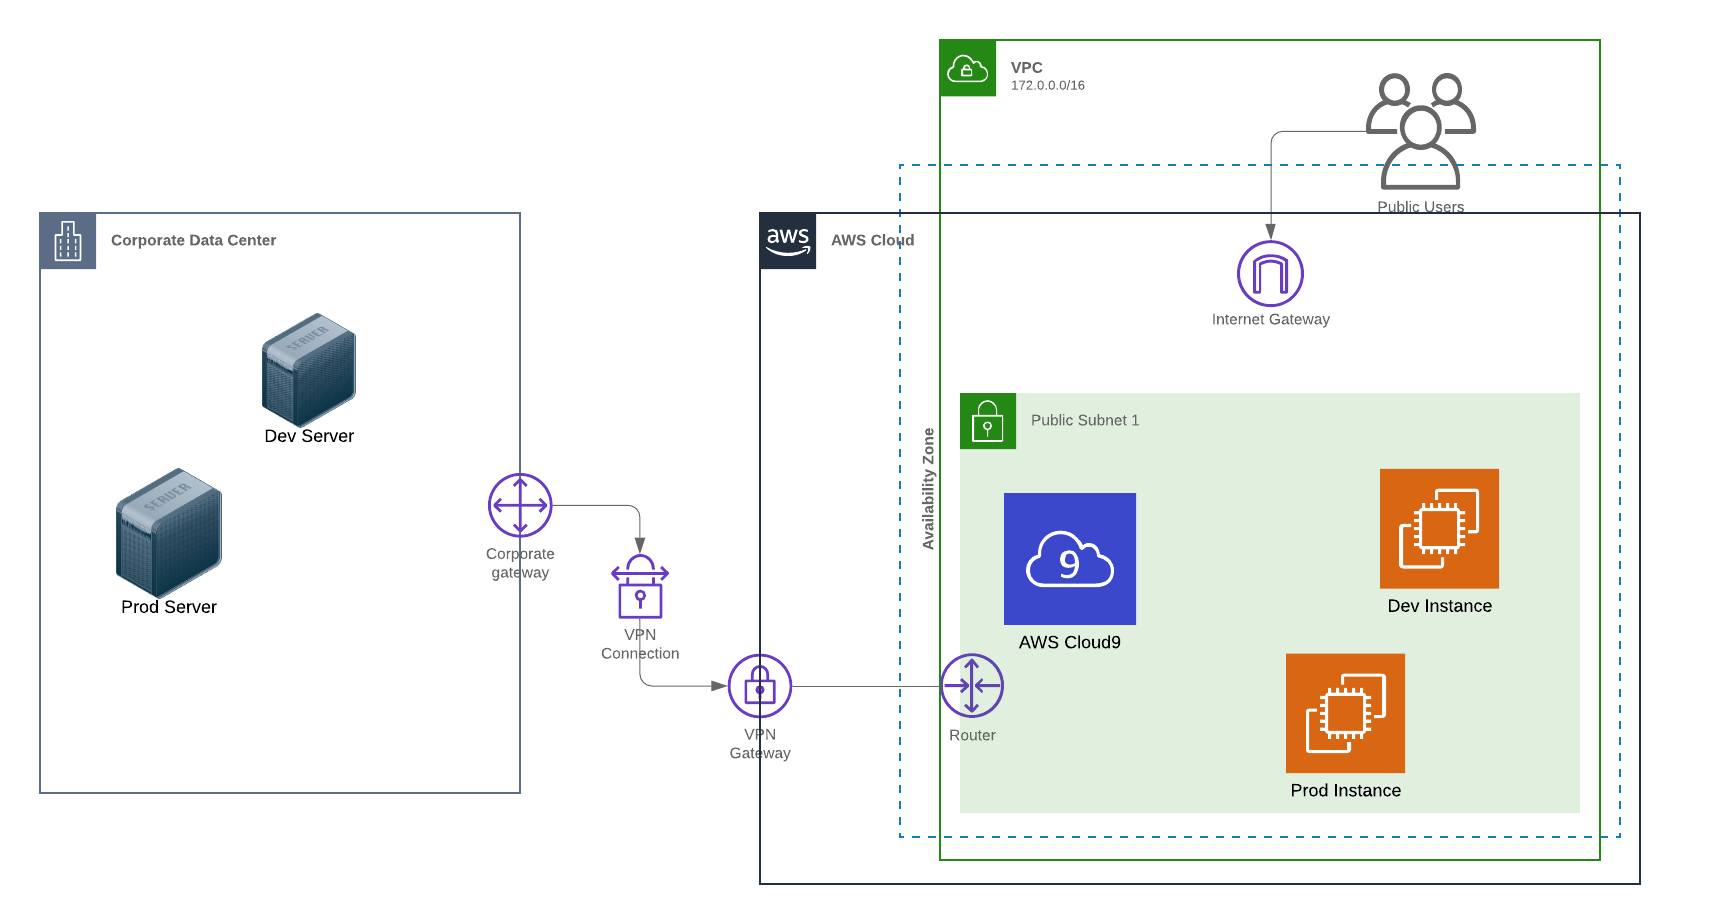 VPC
172.0.0.0/16
Public Users
Corporate Data Center
aws
AWS Cloud
Internet Gateway
SERVER
Dev Server
Public Subnet 1
Availability Zone
SERVER
Prod Server
Corporate
gateway
9
AWS Cloud9
Dev Instance
VPN
Connection
VPN
Gateway
Router
Prod Instance